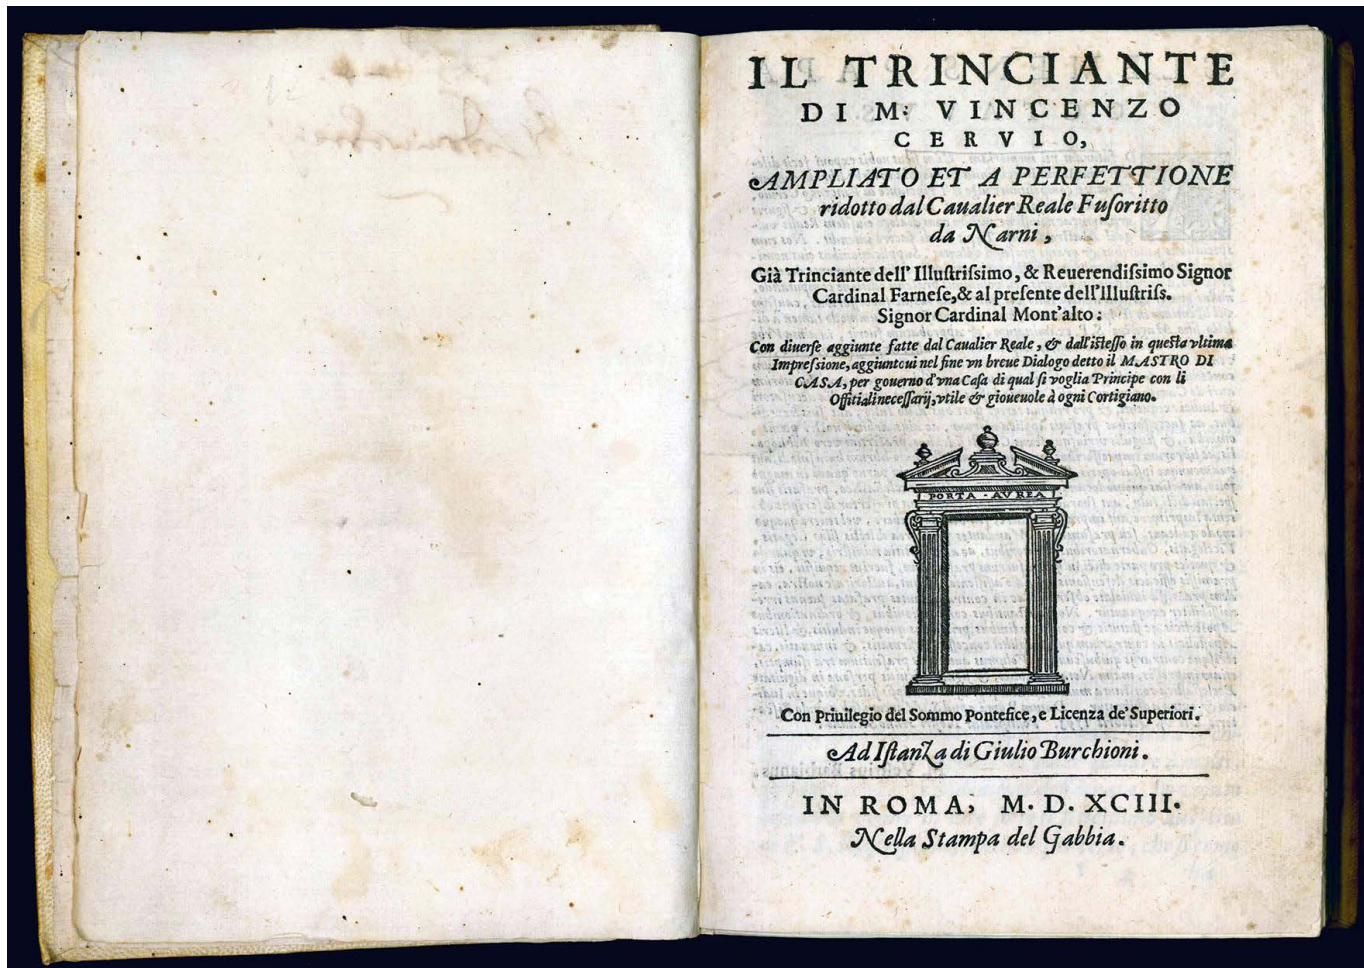 IL TRINCIANTE
DI M. VINCENZO
CERVIO,
AMPLIATO ET A PERFETTIONE
ridotto dal Caualier Reale Fuſoritto
da Narni,
Già Trinciante dell' Illuſtriſsimo, & Reuerendiſsimo Signor
Cardinal Farneſe, & al preſente dell'Illuſtriſs.
Signor Cardinal Mont'alto:
Con diuerſe aggiunte fatte dal Caualier Reale, & dall'iſteſſo in queſta vltima
Impreſsione, aggiuntoui nel fine vn breue Dialogo detto il MASTRO DI
CASA, per gouerno d'vna Caſa di qual ſi voglia Principe con li
Offitiali neceſſarij, vtile & gioueuole à ogni Cortigiano.
PORTA · AVREA
Con Priuilegio del Sommo Pontefice, e Licenza de' Superiori.
Ad Iſtanza di Giulio Burchioni.
IN ROMA, M. D. XCIII.
Nella Stampa del Gabbia.